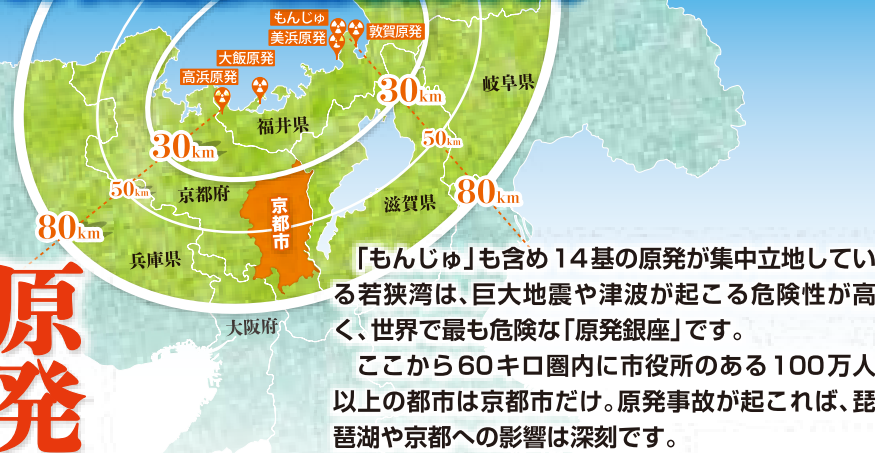 もんじゅ
美浜原発
敦賀原発
大飯原発
高浜原発
30km
岐阜県
福井県
50km
30km
50km
京都府
80km
京都市
滋賀県
80km
兵庫県
大阪府
原発
「もんじゅ」も含め14基の原発が集中立地してい
る若狭湾は、巨大地震や津波が起こる危険性が高
く、世界で最も危険な「原発銀座」です。
ここから60キロ圏内に市役所のある100万人
以上の都市は京都市だけ。原発事故が起これば、琵
琶湖や京都への影響は深刻です。